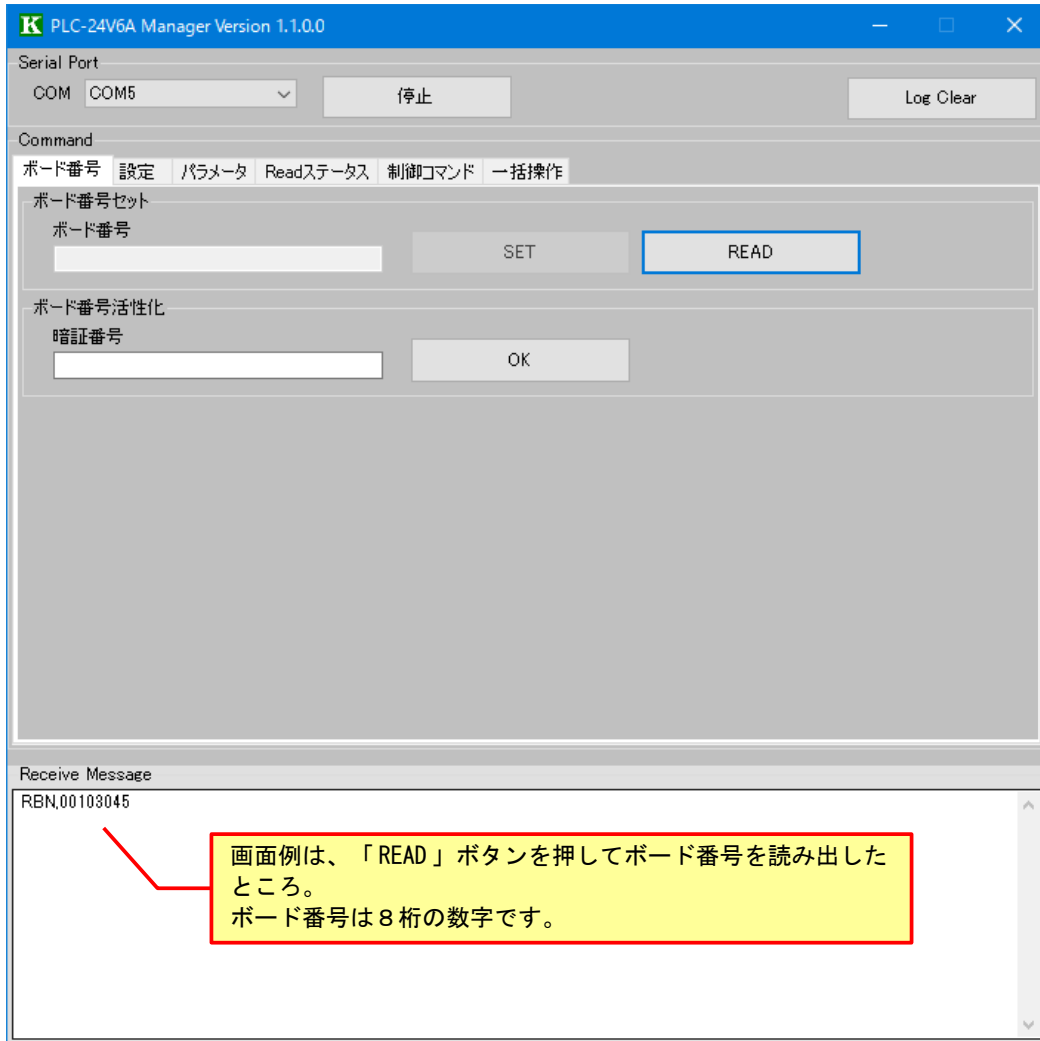 K PLC-24V6A Manager Version 1.1.0.0
Serial Port
COM COM5 停止 Log Clear
Command
ボード番号 設定 パラメータ Readステータス 制御コマンド 一括操作
ボード番号セット
ボード番号
SET READ
ボード番号活性化
暗証番号
OK
Receive Message
RBN,00103045
画面例は、「READ」ボタンを押してボード番号を読み出した
ところ。
ボード番号は8桁の数字です。